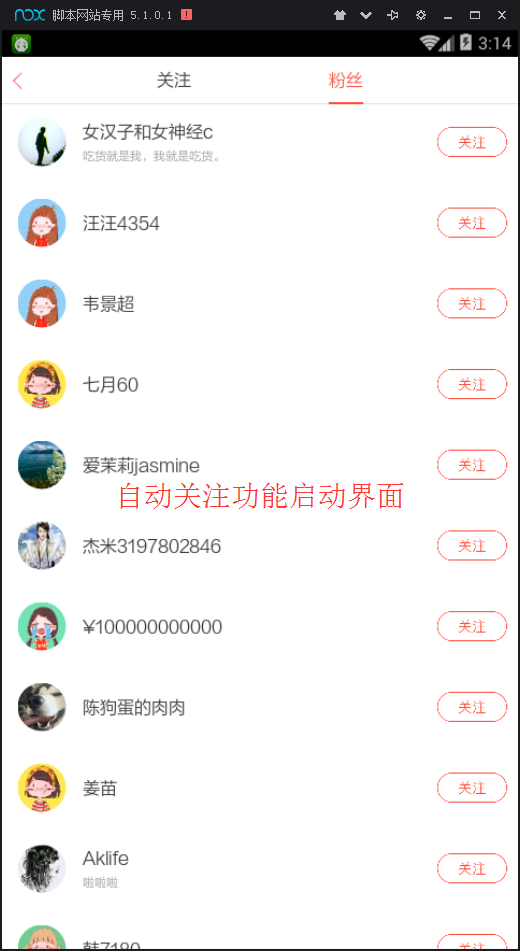 nox 脚本网站专用 5.1.0.1
3:14
关注 粉丝
女汉子和女神经c
吃货就是我，我就是吃货。
关注
汪汪4354
关注
韦景超
关注
七月60
关注
爱茉莉jasmine
关注
自动关注功能启动界面
杰米3197802846
关注
¥100000000000
关注
陈狗蛋的肉肉
关注
姜苗
关注
Aklife
啦啦啦
关注
韩7180
关注